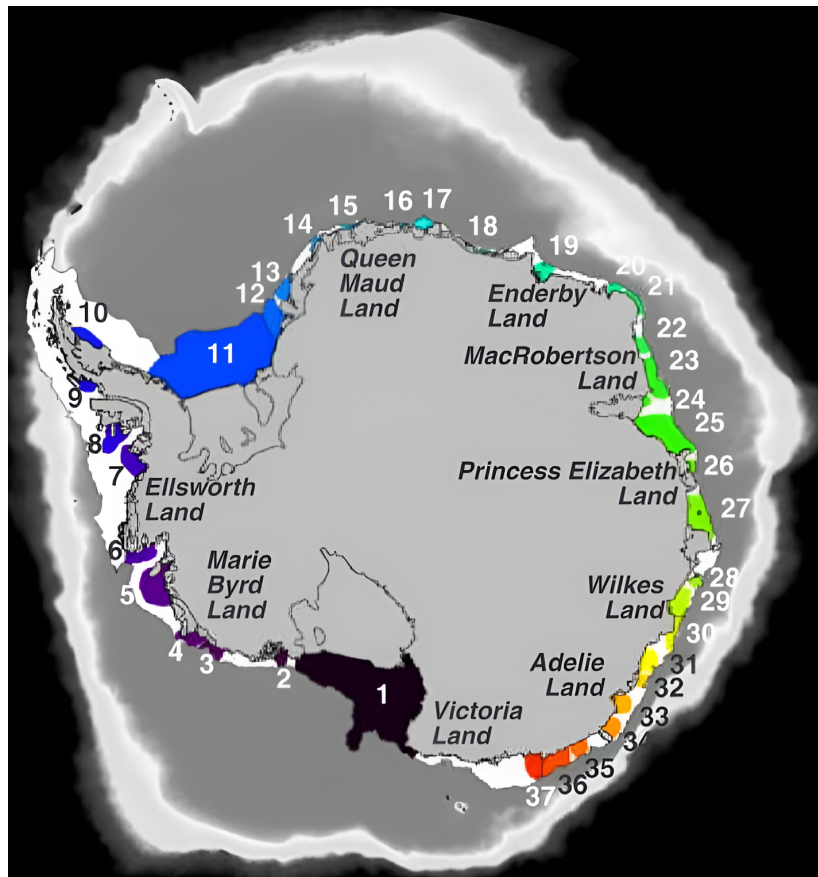 16 17
15
18
14
19
Queen
Maud
Land
20
13
21
12
Enderby
Land
10
22
11
MacRobertson
Land
23
9
24
25
8
26
7
Princess Elizabeth
Land
Ellsworth
Land
27
6
Marie
Byrd
Land
28
5
Wilkes
Land
29
30
4
3
31
2
Adelie
Land
32
1
33
Victoria
Land
34
35
36
37